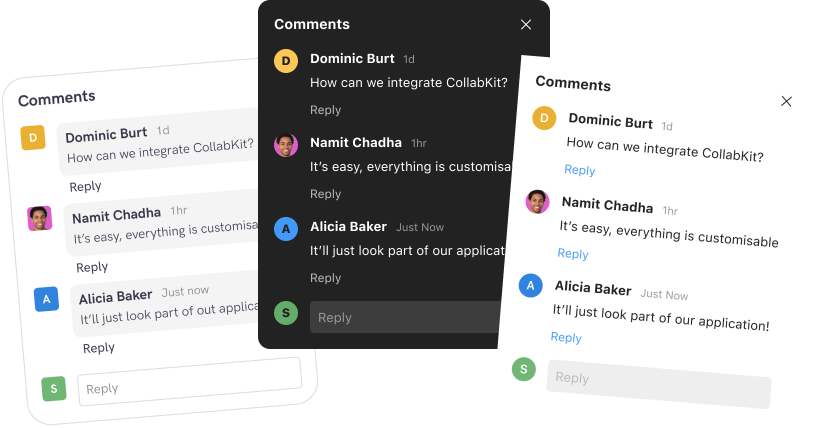 Comments
D
Dominic Burt 1d
How can we integrate CollabKit?
Reply
Namit Chadha 1hr
It's easy, everything is customisa
Reply
A
Alicia Baker Just now
It'll just look part of out applica
Reply
S
Reply
Comments
D
Dominic Burt 1d
How can we integrate CollabKit?
Reply
Namit Chadha 1hr
It's easy, everything is customisa
Reply
A
Alicia Baker Just Now
It'll just look part of our applicat
Reply
S
Reply
Comments
D
Dominic Burt 1d
How can we integrate CollabKit?
Reply
Namit Chadha 1hr
It's easy, everything is customisable
Reply
A
Alicia Baker Just Now
It'll just look part of our application!
Reply
S
Reply